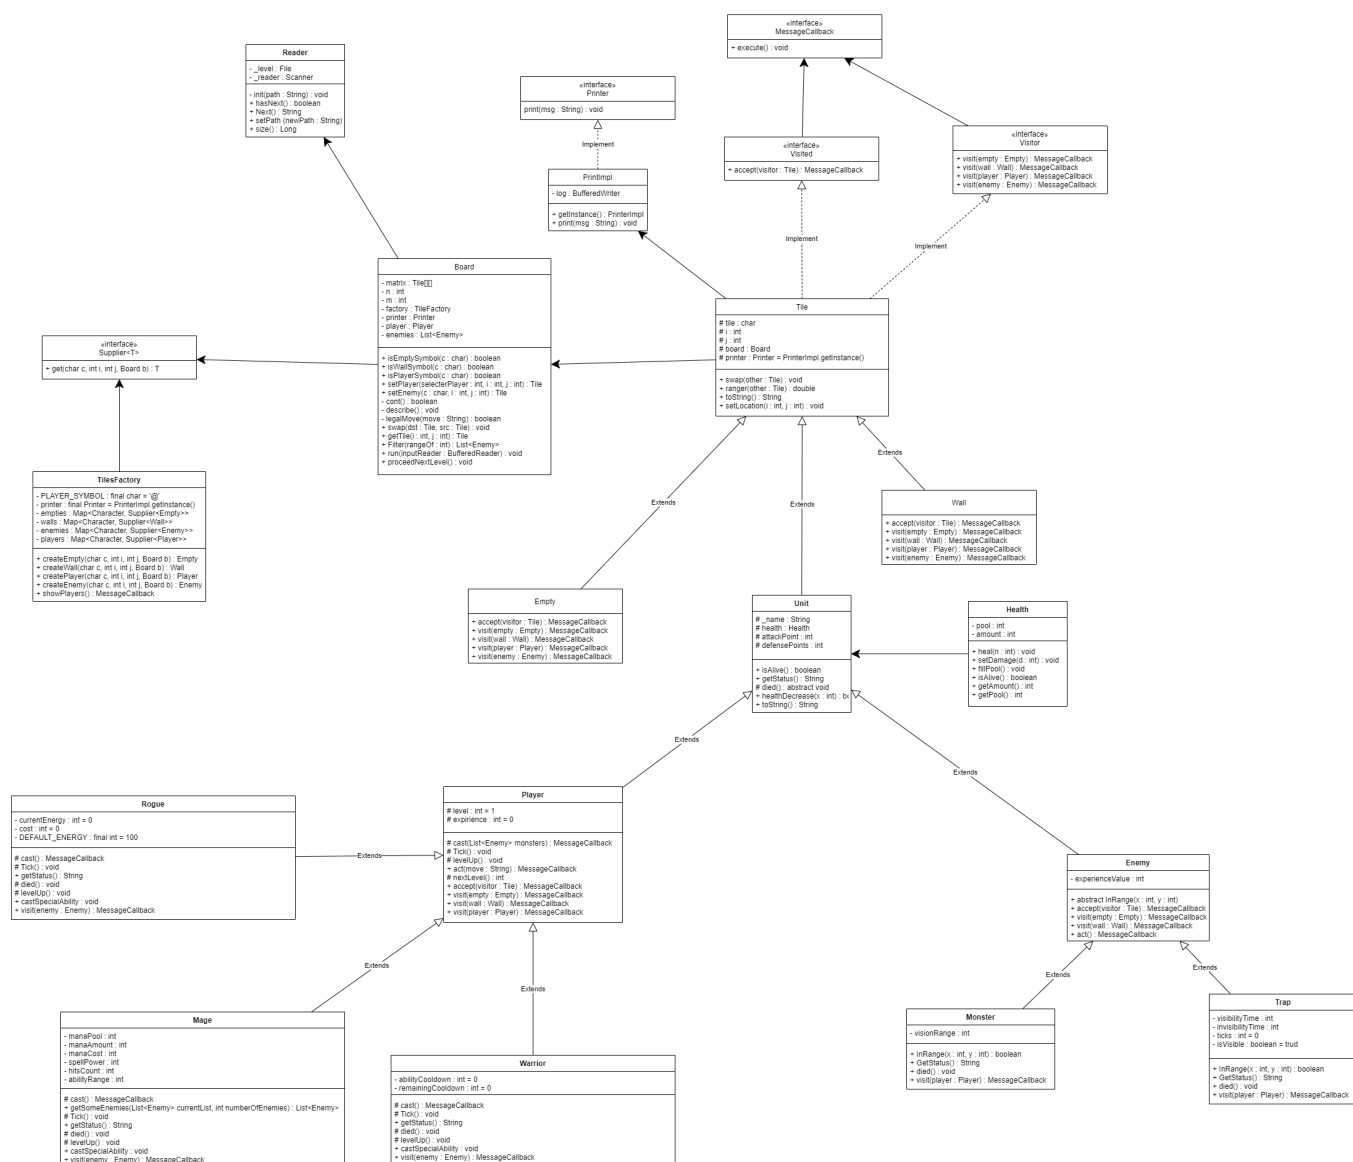 «interface»
MessageCallback
+ execute() : void
Reader
- _level : File
- _reader : Scanner
- init(path : String) : void
+ hasNext() : boolean
+ Next() : String
+ setPath (newPath : String)
+ size() : Long
«interface»
Printer
print(msg : String) : void
Implement
«interface»
Visited
+ accept(visitor : Tile) : MessageCallback
«interface»
Visitor
+ visit(empty : Empty) : MessageCallback
+ visit(wall : Wall) : MessageCallback
+ visit(player : Player) : MessageCallback
+ visit(enemy : Enemy) : MessageCallback
PrintImpl
- log : BufferedWriter
+ getInstance() : PrinterImpl
+ print(msg : String) : void
Implement
Implement
Board
- matrix : Tile[][]
- n : int
- m : int
- factory : TileFactory
- printer : Printer
- player : Player
- enemies : List<Enemy>
+ isEmptySymbol(c : char) : boolean
+ isWallSymbol(c : char) : boolean
+ isPlayerSymbol(c : char) : boolean
+ setPlayer(selecterPlayer : int, i : int, j : int) : Tile
+ setEnemy(c : char, i : int, j : int) : Tile
- cont() : boolean
- describe() : void
- legalMove(move : String) : boolean
+ swap(dst : Tile, src : Tile) : void
+ getTile(i : int, j : int) : Tile
+ Filter(rangeOf : int) : List<Enemy>
+ run(inputReader : BufferedReader) : void
+ proceedNextLevel() : void
Tile
# tile : char
# i : int
# j : int
# board : Board
# printer : Printer = PrinterImpl.getInstance()
+ swap(other : Tile) : void
+ ranger(other : Tile) : double
+ toString() : String
+ setLocation(i : int, j : int) : void
«interface»
Supplier<T>
+ get(char c, int i, int j, Board b) : T
TilesFactory
- PLAYER_SYMBOL : final char = '@'
- printer : final Printer = PrinterImpl.getInstance()
- empties : Map<Character, Supplier<Empty>>
- walls : Map<Character, Supplier<Wall>>
- enemies : Map<Character, Supplier<Enemy>>
- players : Map<Character, Supplier<Player>>
+ createEmpty(char c, int i, int j, Board b) : Empty
+ createWall(char c, int i, int j, Board b) : Wall
+ createPlayer(char c, int i, int j, Board b) : Player
+ createEnemy(char c, int i, int j, Board b) : Enemy
+ showPlayers() : MessageCallback
Extends
Extends
Extends
Wall
+ accept(visitor : Tile) : MessageCallback
+ visit(empty : Empty) : MessageCallback
+ visit(wall : Wall) : MessageCallback
+ visit(player : Player) : MessageCallback
+ visit(enemy : Enemy) : MessageCallback
Empty
+ accept(visitor : Tile) : MessageCallback
+ visit(empty : Empty) : MessageCallback
+ visit(wall : Wall) : MessageCallback
+ visit(player : Player) : MessageCallback
+ visit(enemy : Enemy) : MessageCallback
Unit
# _name : String
# health : Health
# attackPoint : int
# defensePoints : int
+ isAlive() : boolean
+ getStatus() : String
# died() : abstract void
+ healthDecrease(x : int) : bo
+ toString() : String
Health
- pool : int
- amount : int
+ heal(n : int) : void
+ setDamage(d : int) : void
+ fillPool() : void
+ isAlive() : boolean
+ getAmount() : int
+ getPool() : int
Extends
Extends
Rogue
- currentEnergy : int = 0
- cost : int = 0
- DEFAULT_ENERGY : final int = 100
# cast() : MessageCallback
# Tick() : void
+ getStatus() : String
# died() : void
# levelUp() : void
+ castSpecialAbility : void
+ visit(enemy : Enemy) : MessageCallback
Extends
Player
# level : int = 1
# expirience : int = 0
# cast(List<Enemy> monsters) : MessageCallback
# Tick() : void
# levelUp() : void
+ act(move : String) : MessageCallback
# nextLevel() : int
+ accept(visitor : Tile) : MessageCallback
+ visit(empty : Empty) : MessageCallback
+ visit(wall : Wall) : MessageCallback
+ visit(player : Player) : MessageCallback
Enemy
- experienceValue : int
+ abstract InRange(x : int, y : int)
+ accept(visitor : Tile) : MessageCallback
+ visit(empty : Empty) : MessageCallback
+ visit(wall : Wall) : MessageCallback
+ act() : MessageCallback
Extends
Extends
Extends
Extends
Mage
- manaPool : int
- manaAmount : int
- manaCost : int
- spellPower : int
- hitsCount : int
- abilityRange : int
# cast() : MessageCallback
+ getSomeEnemies(List<Enemy> currentList, int numberOfEnemies) : List<Enemy>
# Tick() : void
+ getStatus() : String
# died() : void
# levelUp() : void
+ castSpecialAbility : void
+ visit(enemy : Enemy) : MessageCallback
Warrior
- abilityCooldown : int = 0
- remainingCooldown : int = 0
# cast() : MessageCallback
# Tick() : void
+ getStatus() : String
# died() : void
# levelUp() : void
+ castSpecialAbility : void
+ visit(enemy : Enemy) : MessageCallback
Monster
- visionRange : int
+ InRange(x : int, y : int) : boolean
+ GetStatus() : String
+ died() : void
+ visit(player : Player) : MessageCallback
Trap
- visibilityTime : int
- invisibilityTime : int
- ticks : int = 0
- isVisible : boolean = trud
+ InRange(x : int, y : int) : boolean
+ GetStatus() : String
+ died() : void
+ visit(player : Player) : MessageCallback